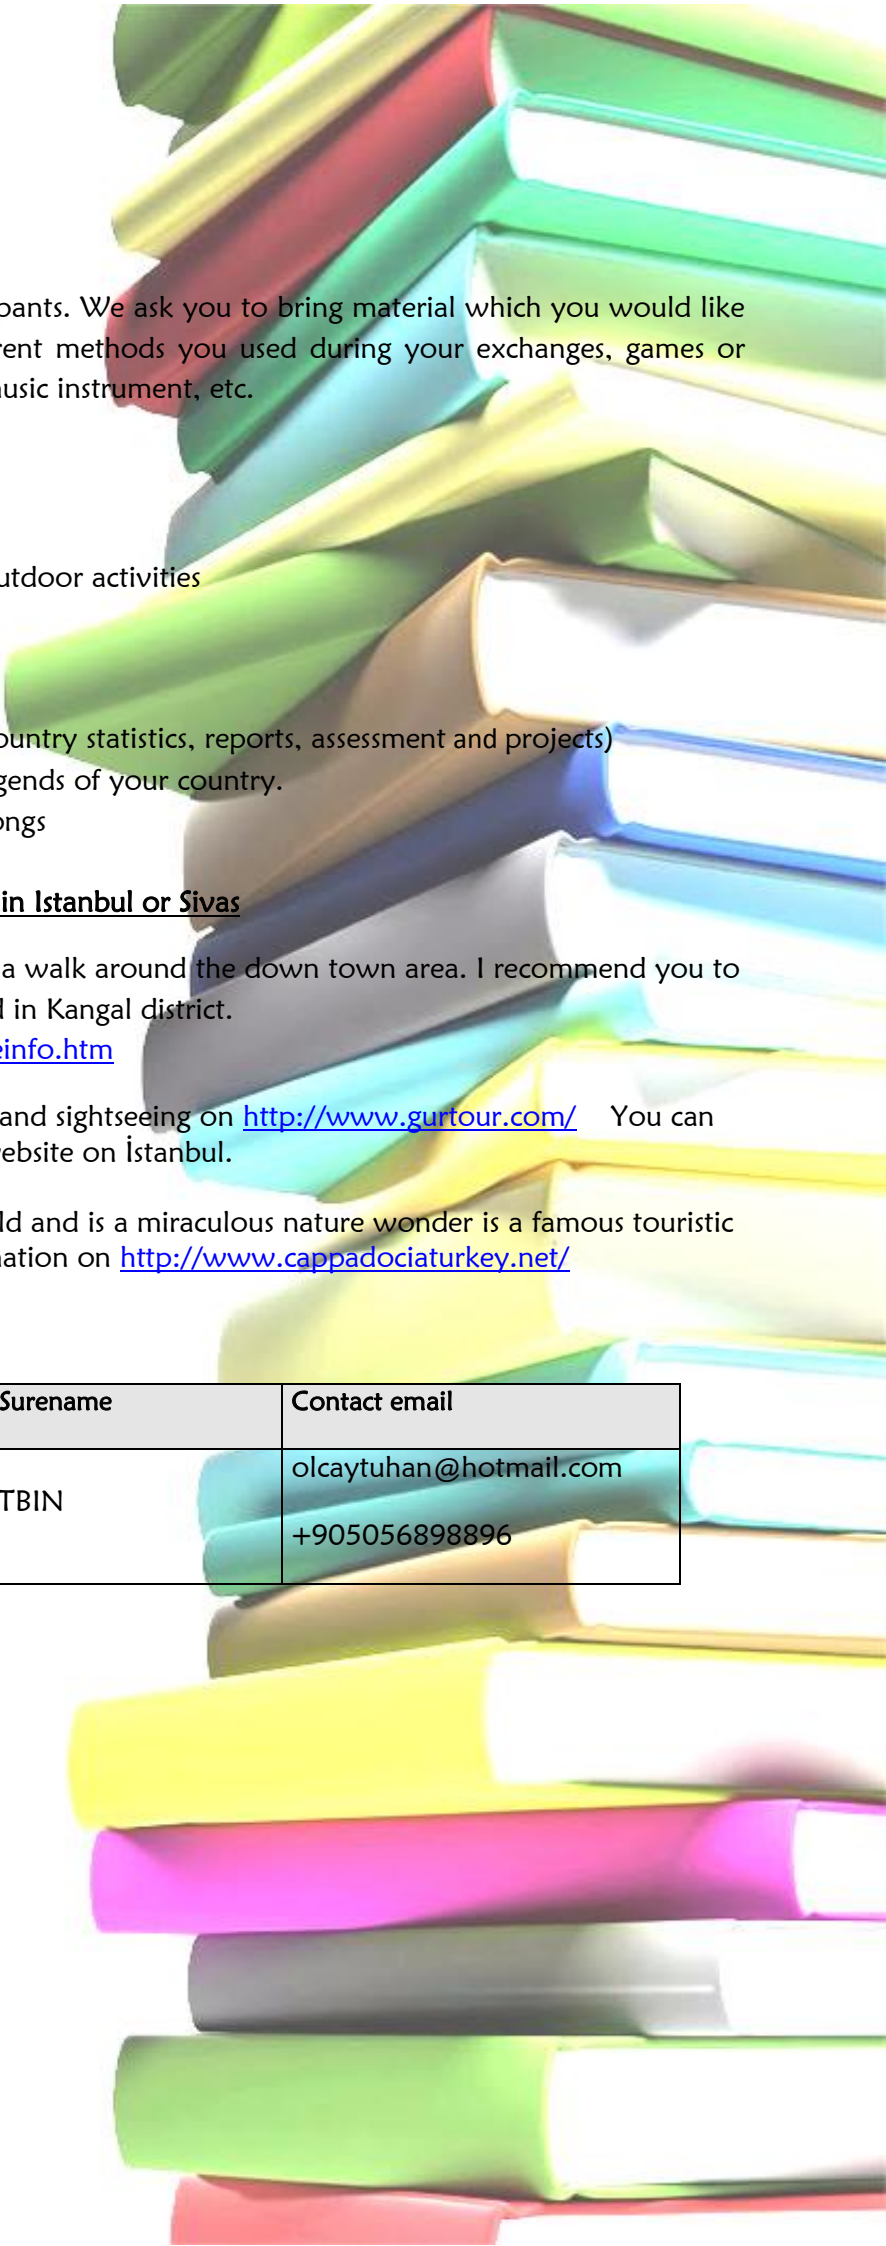 pants. We ask you to bring material which you would like
rent methods you used during your exchanges, games or
usic instrument, etc.
utdoor activities
ountry statistics, reports, assessment and projects)
gends of your country.
ongs
in Istanbul or Sivas
a walk around the down town area. I recommend you to
in Kangal district.
einfo.htm
and sightseeing on http://www.gurtour.com/ You can
ebsite on İstanbul.
ld and is a miraculous nature wonder is a famous touristic
ation on http://www.cappadociaturkey.net/
Surename Contact email
olcaytuhan@hotmail.com
TBIN
+905056898896